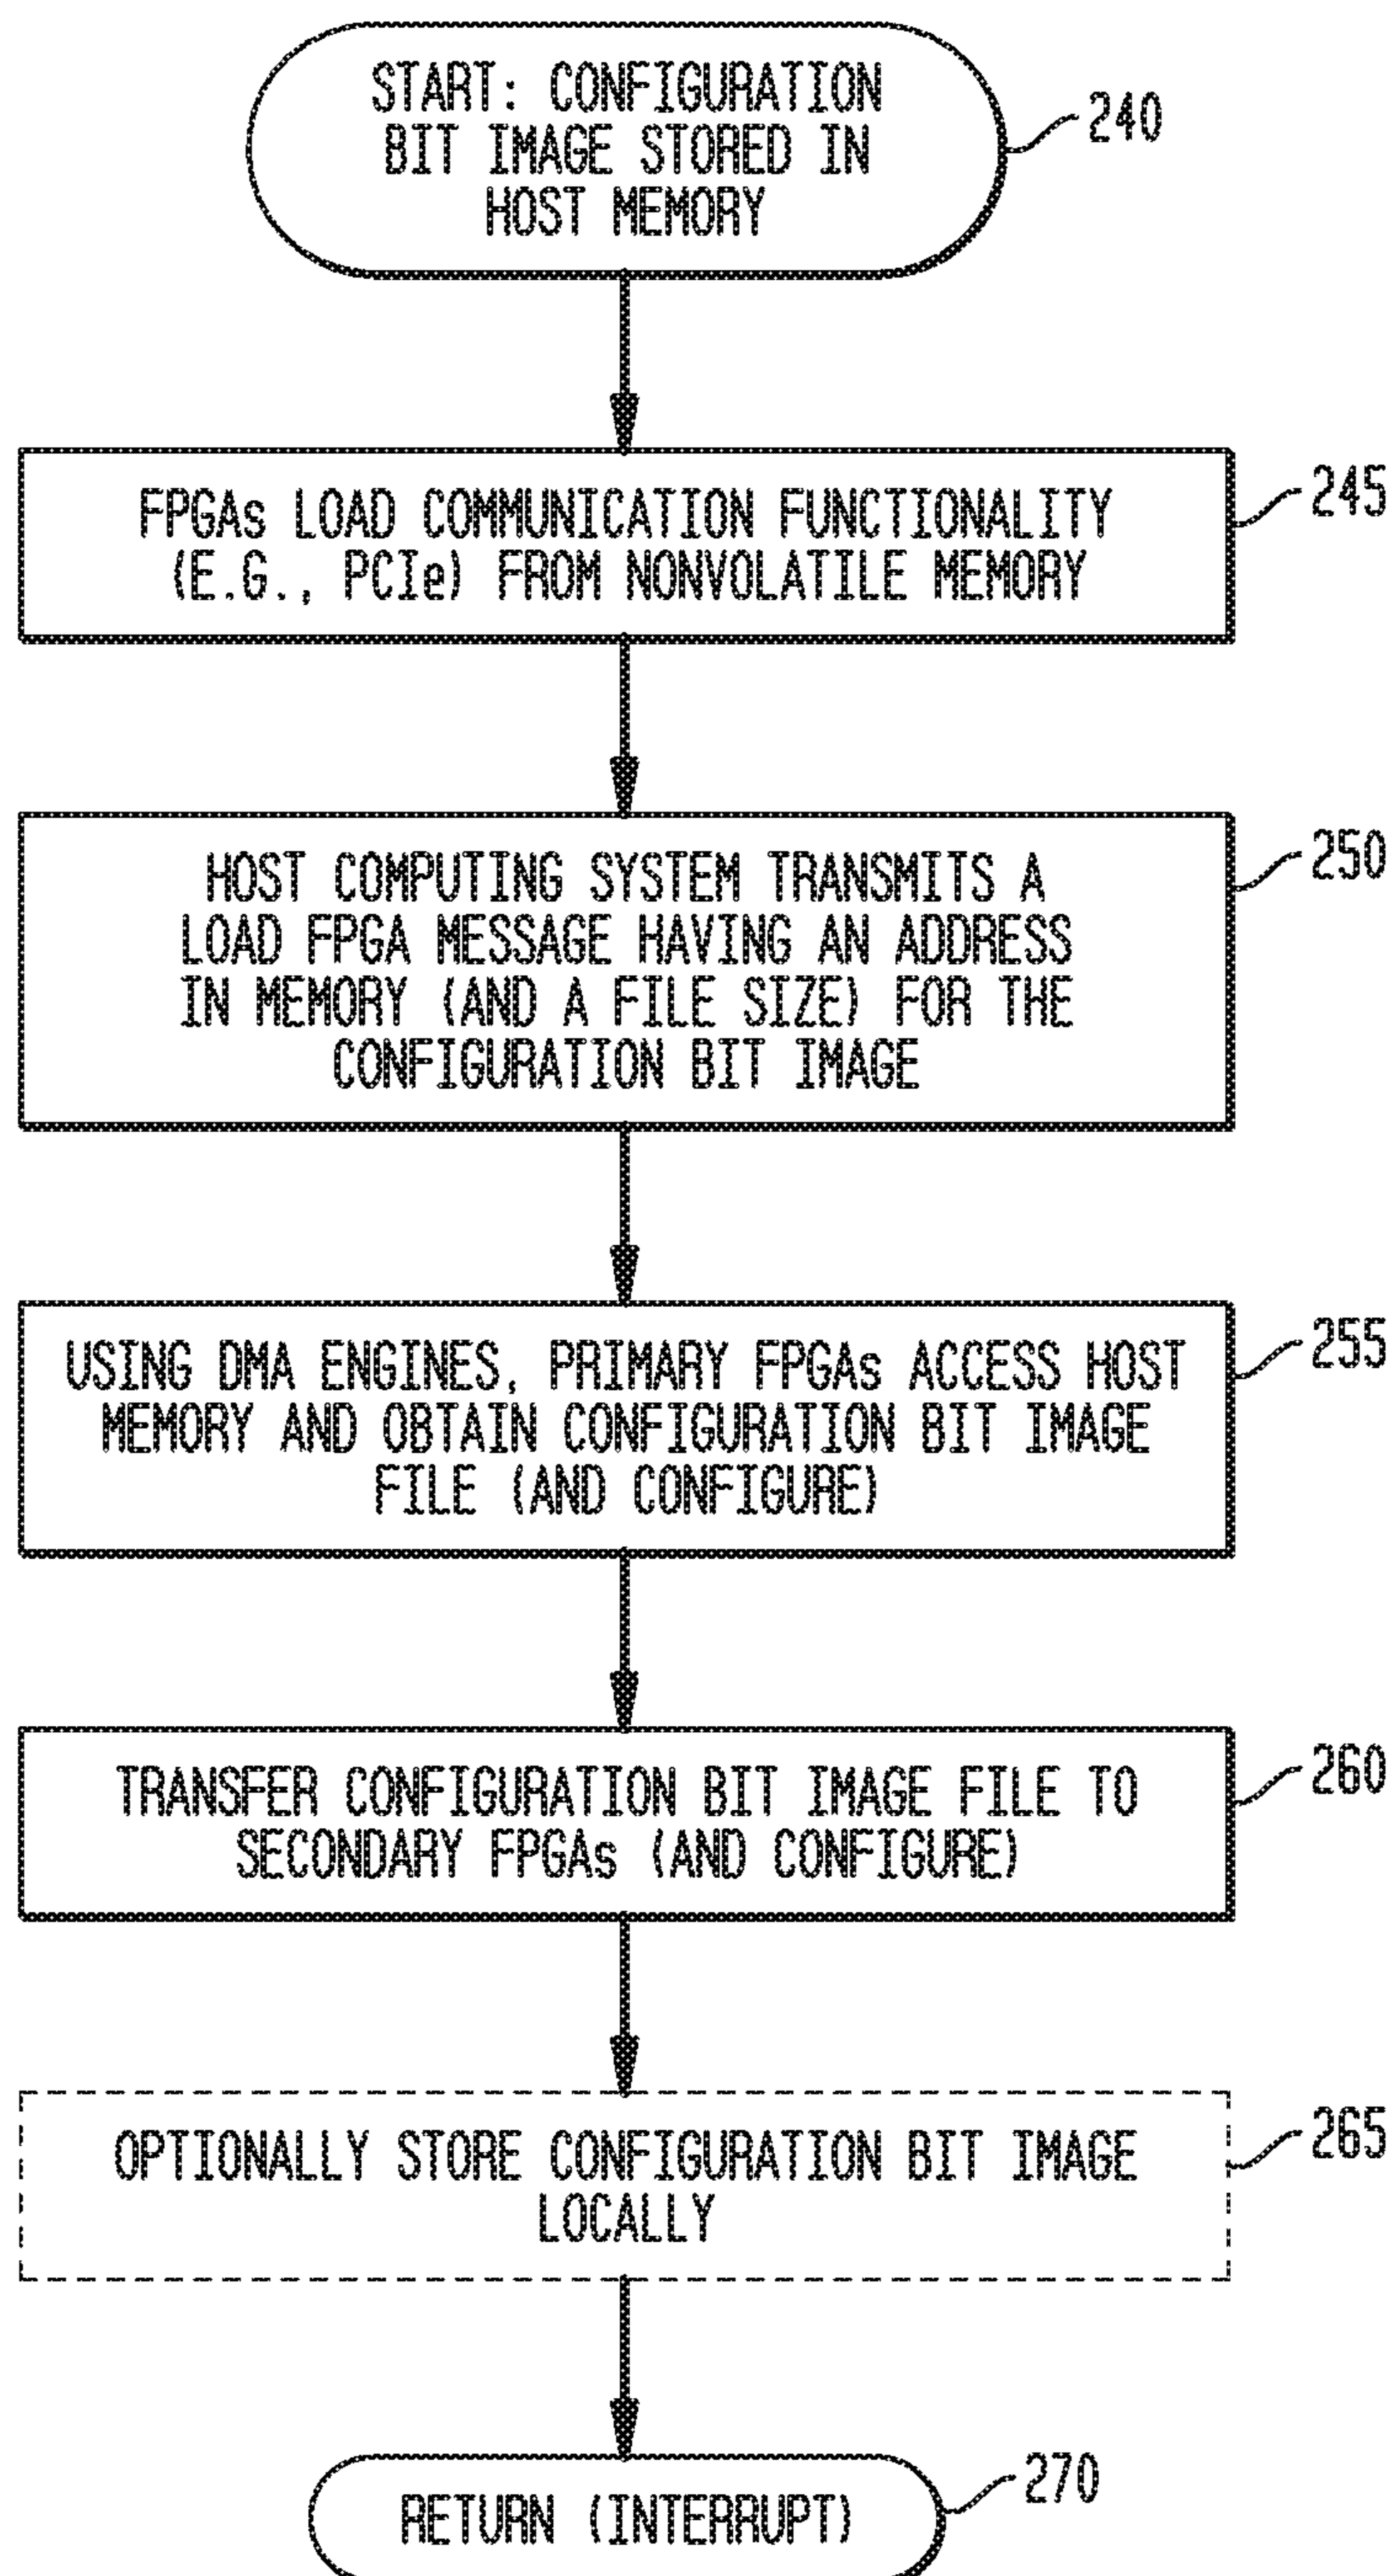 START: CONFIGURATION
BIT IMAGE STORED IN
HOST MEMORY
240
FPGAs LOAD COMMUNICATION FUNCTIONALITY
(E.G., PCIe) FROM NONVOLATILE MEMORY
245
HOST COMPUTING SYSTEM TRANSMITS A
LOAD FPGA MESSAGE HAVING AN ADDRESS
IN MEMORY (AND A FILE SIZE) FOR THE
CONFIGURATION BIT IMAGE
250
USING DMA ENGINES, PRIMARY FPGAs ACCESS HOST
MEMORY AND OBTAIN CONFIGURATION BIT IMAGE
FILE (AND CONFIGURE)
255
TRANSFER CONFIGURATION BIT IMAGE FILE TO
SECONDARY FPGAs (AND CONFIGURE)
260
OPTIONALLY STORE CONFIGURATION BIT IMAGE
LOCALLY
265
RETURN (INTERRUPT)
270